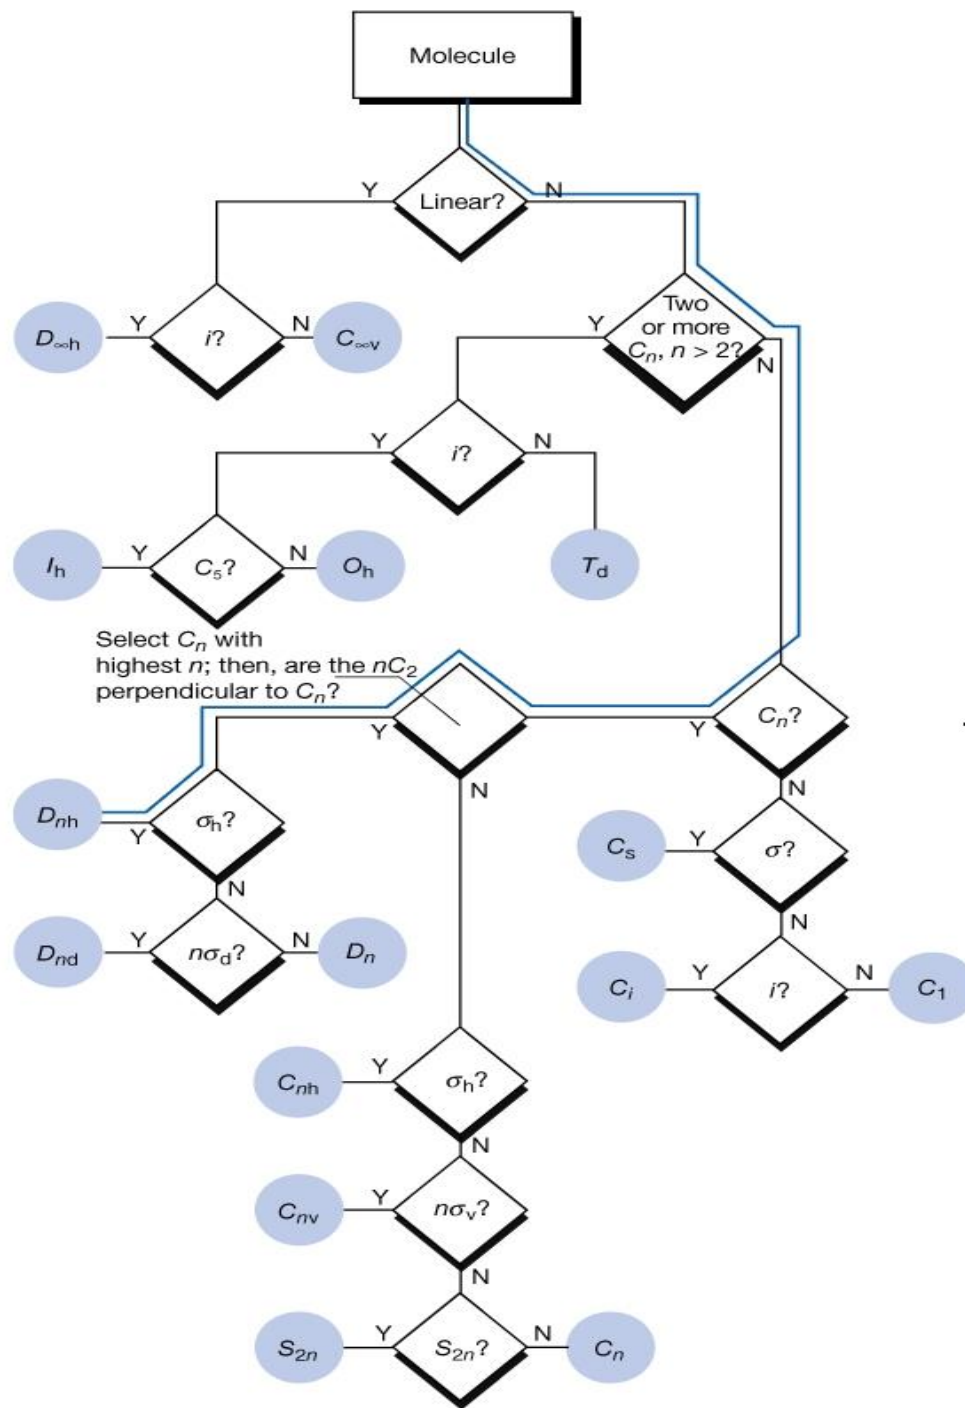 Molecule
Y
Linear?
N
Two
or more
Cₙ, n > 2?
Y
N
D∞h
Y
i?
N
C∞v
Y
i?
N
Ih
Y
C₅?
N
Oh
Td
Select Cₙ with
highest n; then, are the nC₂
perpendicular to Cₙ?
Y
N
Y
Cₙ?
N
Dnh
Y
σh?
N
Cs
Y
σ?
N
Dnd
Y
nσd?
N
Dn
Ci
Y
i?
N
C₁
Cnh
Y
σh?
N
Cnv
Y
nσv?
N
S₂ₙ
Y
S₂ₙ?
N
Cn